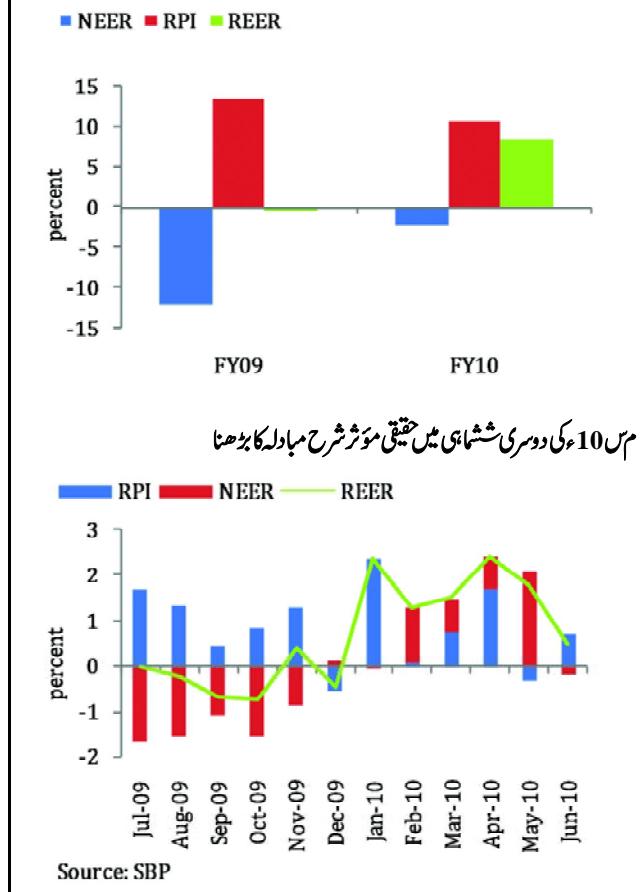 NEER RPI REER
15
10
5
0
-5
-10
-15
percent
FY09 FY10
م س 10ء کی دوسری ششماہی میں حقیقی مؤثر شرح مبادلہ کا بڑھنا
RPI NEER REER
3
2
1
0
-1
-2
percent
Jul-09 Aug-09 Sep-09 Oct-09 Nov-09 Dec-09 Jan-10 Feb-10 Mar-10 Apr-10 May-10 Jun-10
Source: SBP